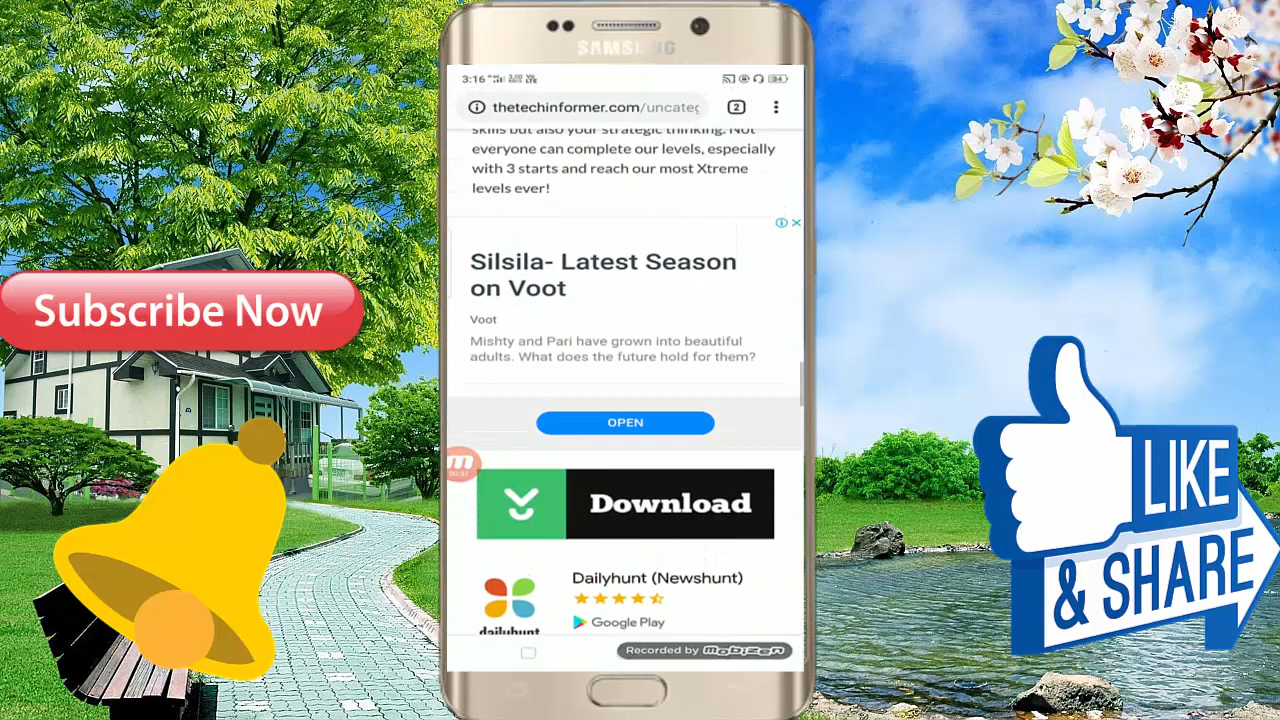 SAMSUNG
3:16
thetechinformer.com/uncateg
2
skills but also your strategic thinking. Not
everyone can complete our levels, especially
with 3 starts and reach our most Xtreme
levels ever!
Silsila- Latest Season
on Voot
Voot
Mishty and Pari have grown into beautiful
adults. What does the future hold for them?
OPEN
00:37
Download
Dailyhunt (Newshunt)
Google Play
dailyhunt
Recorded by mobizen
Subscribe Now
LIKE
& SHARE